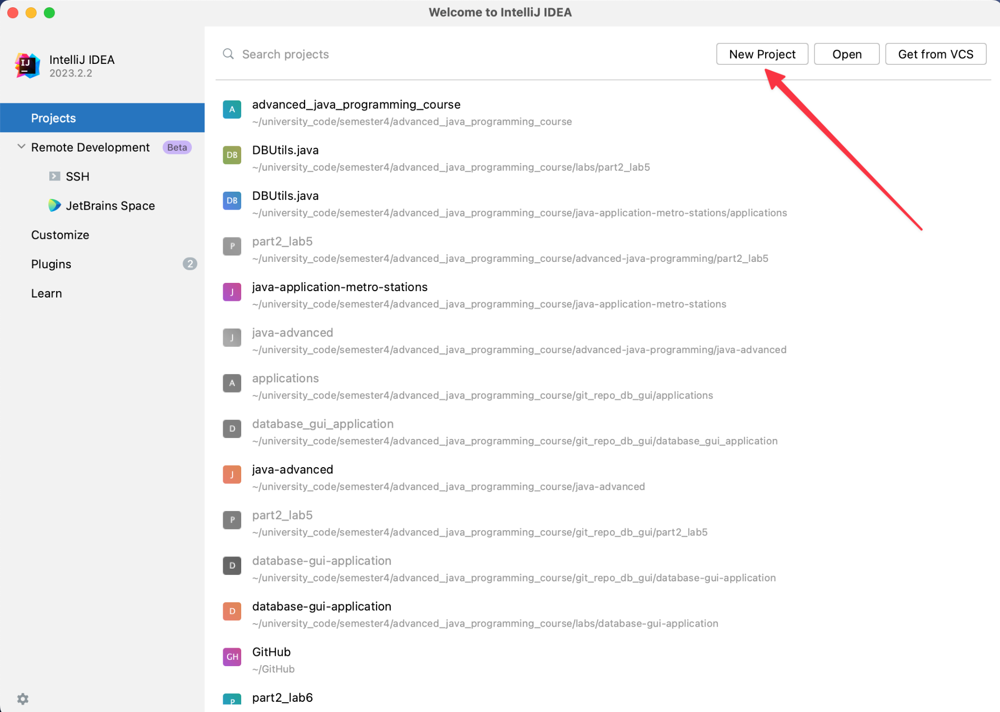 Welcome to IntelliJ IDEA
IJ
IntelliJ IDEA
2023.2.2
Projects
Remote Development Beta
SSH
JetBrains Space
Customize
Plugins 2
Learn
Search projects
New Project
Open
Get from VCS
A advanced_java_programming_course
~/university_code/semester4/advanced_java_programming_course
DB DBUtils.java
~/university_code/semester4/advanced_java_programming_course/labs/part2_lab5
DB DBUtils.java
~/university_code/semester4/advanced_java_programming_course/java-application-metro-stations/applications
P part2_lab5
~/university_code/semester4/advanced_java_programming_course/advanced-java-programming/part2_lab5
J java-application-metro-stations
~/university_code/semester4/advanced_java_programming_course/java-application-metro-stations
J java-advanced
~/university_code/semester4/advanced_java_programming_course/advanced-java-programming/java-advanced
A applications
~/university_code/semester4/advanced_java_programming_course/git_repo_db_gui/applications
D database_gui_application
~/university_code/semester4/advanced_java_programming_course/git_repo_db_gui/database_gui_application
J java-advanced
~/university_code/semester4/advanced_java_programming_course/java-advanced
P part2_lab5
~/university_code/semester4/advanced_java_programming_course/git_repo_db_gui/part2_lab5
D database-gui-application
~/university_code/semester4/advanced_java_programming_course/git_repo_db_gui/database-gui-application
D database-gui-application
~/university_code/semester4/advanced_java_programming_course/labs/database-gui-application
GH GitHub
~/GitHub
P part2_lab6